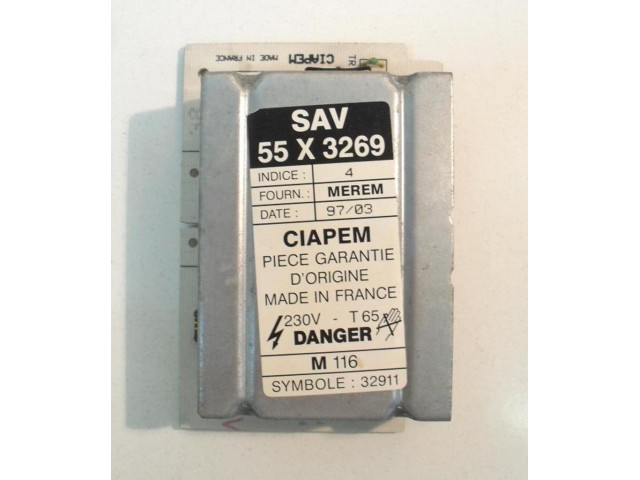 MADE IN FRANCE CIAPEM TR
SAV
55 X 3269
INDICE : 4
FOURN.: MEREM
DATE : 97/03
CIAPEM
PIECE GARANTIE
D'ORIGINE
MADE IN FRANCE
230V - T 65
DANGER
M 116
SYMBOLE : 32911